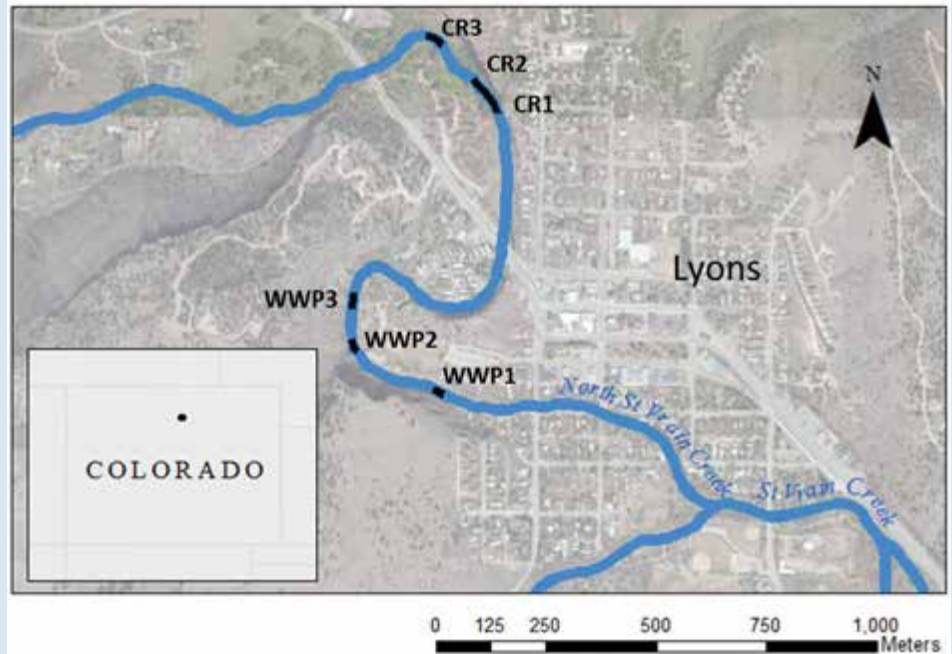 CR3
CR2
CR1
N
Lyons
WWP3
WWP2
WWP1
North St Vrain Creek
St Vrain Creek
COLORADO
0 125 250 500 750 1,000
Meters